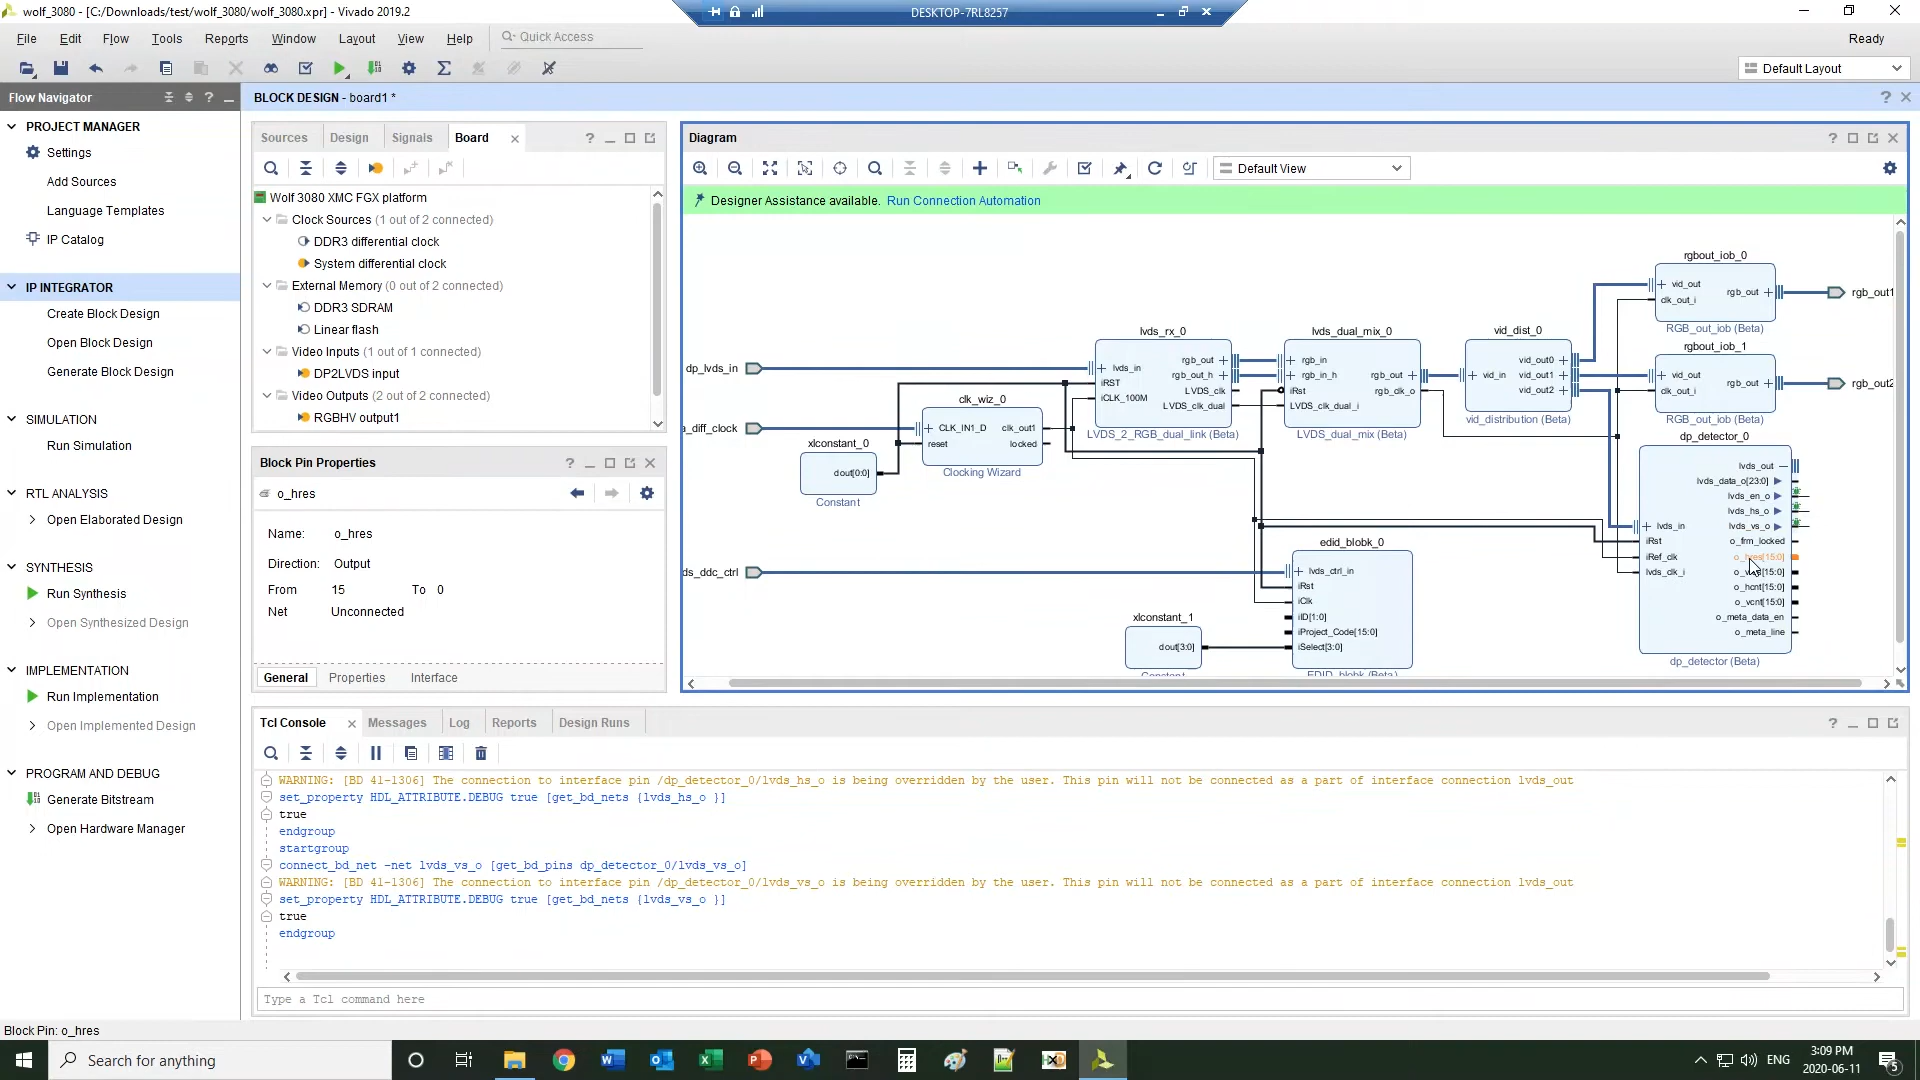 wolf_3080 - [C:/Downloads/test/wolf_3080/wolf_3080.xpr] - Vivado 2019.2
DESKTOP-7RL8257
File Edit Flow Tools Reports Window Layout View Help Quick Access
Ready
Default Layout
Flow Navigator
BLOCK DESIGN - board1 *
PROJECT MANAGER
Settings
Add Sources
Language Templates
IP Catalog
IP INTEGRATOR
Create Block Design
Open Block Design
Generate Block Design
SIMULATION
Run Simulation
RTL ANALYSIS
Open Elaborated Design
SYNTHESIS
Run Synthesis
Open Synthesized Design
IMPLEMENTATION
Run Implementation
Open Implemented Design
PROGRAM AND DEBUG
Generate Bitstream
Open Hardware Manager
Sources Design Signals Board
Wolf 3080 XMC FGX platform
Clock Sources (1 out of 2 connected)
DDR3 differential clock
System differential clock
External Memory (0 out of 2 connected)
DDR3 SDRAM
Linear flash
Video Inputs (1 out of 1 connected)
DP2LVDS input
Video Outputs (2 out of 2 connected)
RGBHV output1
Block Pin Properties
o_hres
Name: o_hres
Direction: Output
From 15 To 0
Net Unconnected
General Properties Interface
Diagram
Default View
Designer Assistance available. Run Connection Automation
dp_lvds_in
a_diff_clock
ds_ddc_ctrl
xlconstant_0
dout[0:0]
Constant
clk_wiz_0
CLK_IN1_D clk_out1
reset locked
Clocking Wizard
lvds_rx_0
lvds_in rgb_out
iRST rgb_out_h
iCLK_100M LVDS_clk
LVDS_clk_dual
LVDS_2_RGB_dual_link (Beta)
lvds_dual_mix_0
rgb_in
rgb_in_h rgb_out
iRst rgb_clk_o
LVDS_clk_dual_i
LVDS_dual_mix (Beta)
vid_dist_0
vid_out0
vid_in vid_out1
vid_out2
vid_distribution (Beta)
rgbout_iob_0
vid_out rgb_out
clk_out_i
RGB_out_iob (Beta)
rgb_out1
rgbout_iob_1
vid_out rgb_out
clk_out_i
RGB_out_iob (Beta)
rgb_out2
dp_detector_0
lvds_out
lvds_data_o[23:0]
lvds_en_o
lvds_hs_o
lvds_in lvds_vs_o
iRst o_frm_locked
iRef_clk o_hres[15:0]
lvds_clk_i
o_hcnt[15:0]
o_vcnt[15:0]
o_meta_data_en
o_meta_line
dp_detector (Beta)
edid_blobk_0
lvds_ctrl_in
iRst
iClk
iID[1:0]
iProject_Code[15:0]
iSelect[3:0]
EDID_blobk (Beta)
xlconstant_1
dout[3:0]
Constant
Tcl Console Messages Log Reports Design Runs
WARNING: [BD 41-1306] The connection to interface pin /dp_detector_0/lvds_hs_o is being overridden by the user. This pin will not be connected as a part of interface connection lvds_out
set_property HDL_ATTRIBUTE.DEBUG true [get_bd_nets {lvds_hs_o }]
true
endgroup
startgroup
connect_bd_net -net lvds_vs_o [get_bd_pins dp_detector_0/lvds_vs_o]
WARNING: [BD 41-1306] The connection to interface pin /dp_detector_0/lvds_vs_o is being overridden by the user. This pin will not be connected as a part of interface connection lvds_out
set_property HDL_ATTRIBUTE.DEBUG true [get_bd_nets {lvds_vs_o }]
true
endgroup
Type a Tcl command here
Block Pin: o_hres
Search for anything
ENG
3:09 PM
2020-06-11
5